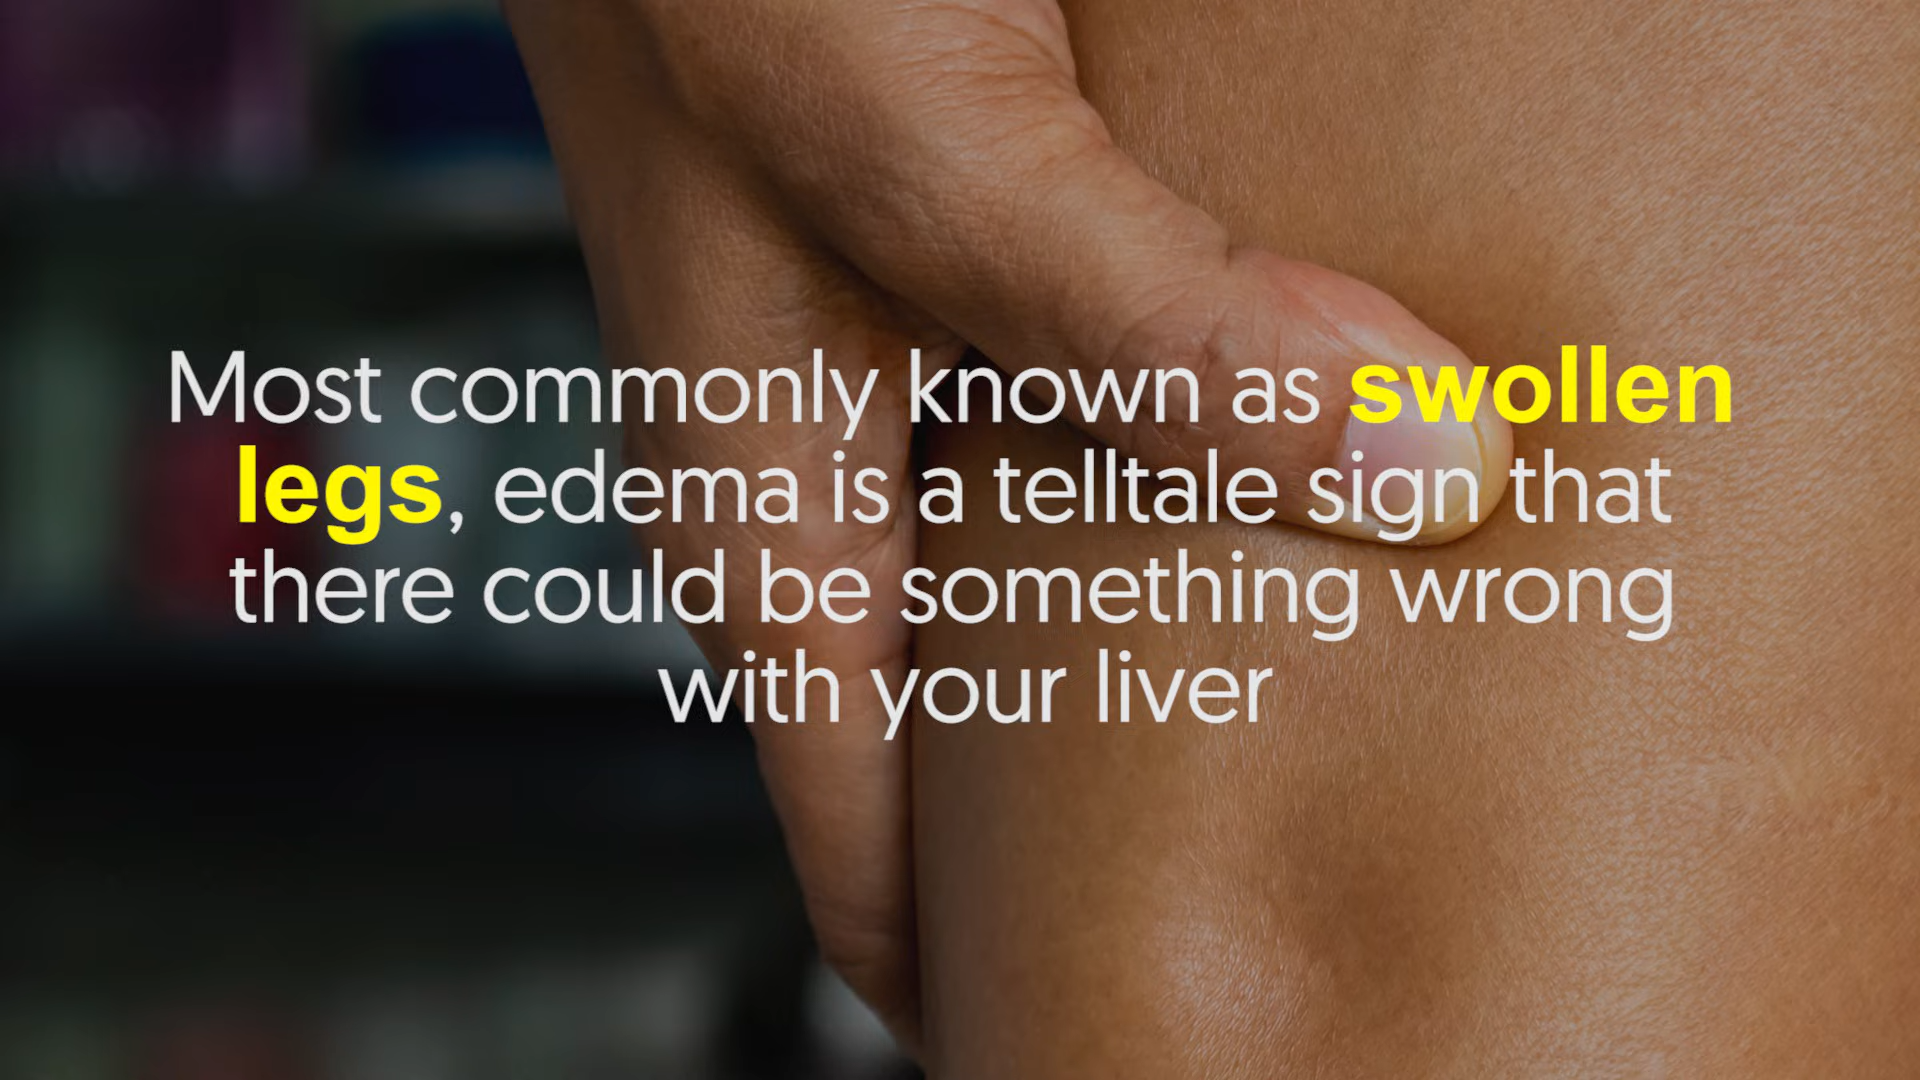 Most commonly known as swollen
legs, edema is a telltale sign that
there could be something wrong
with your liver